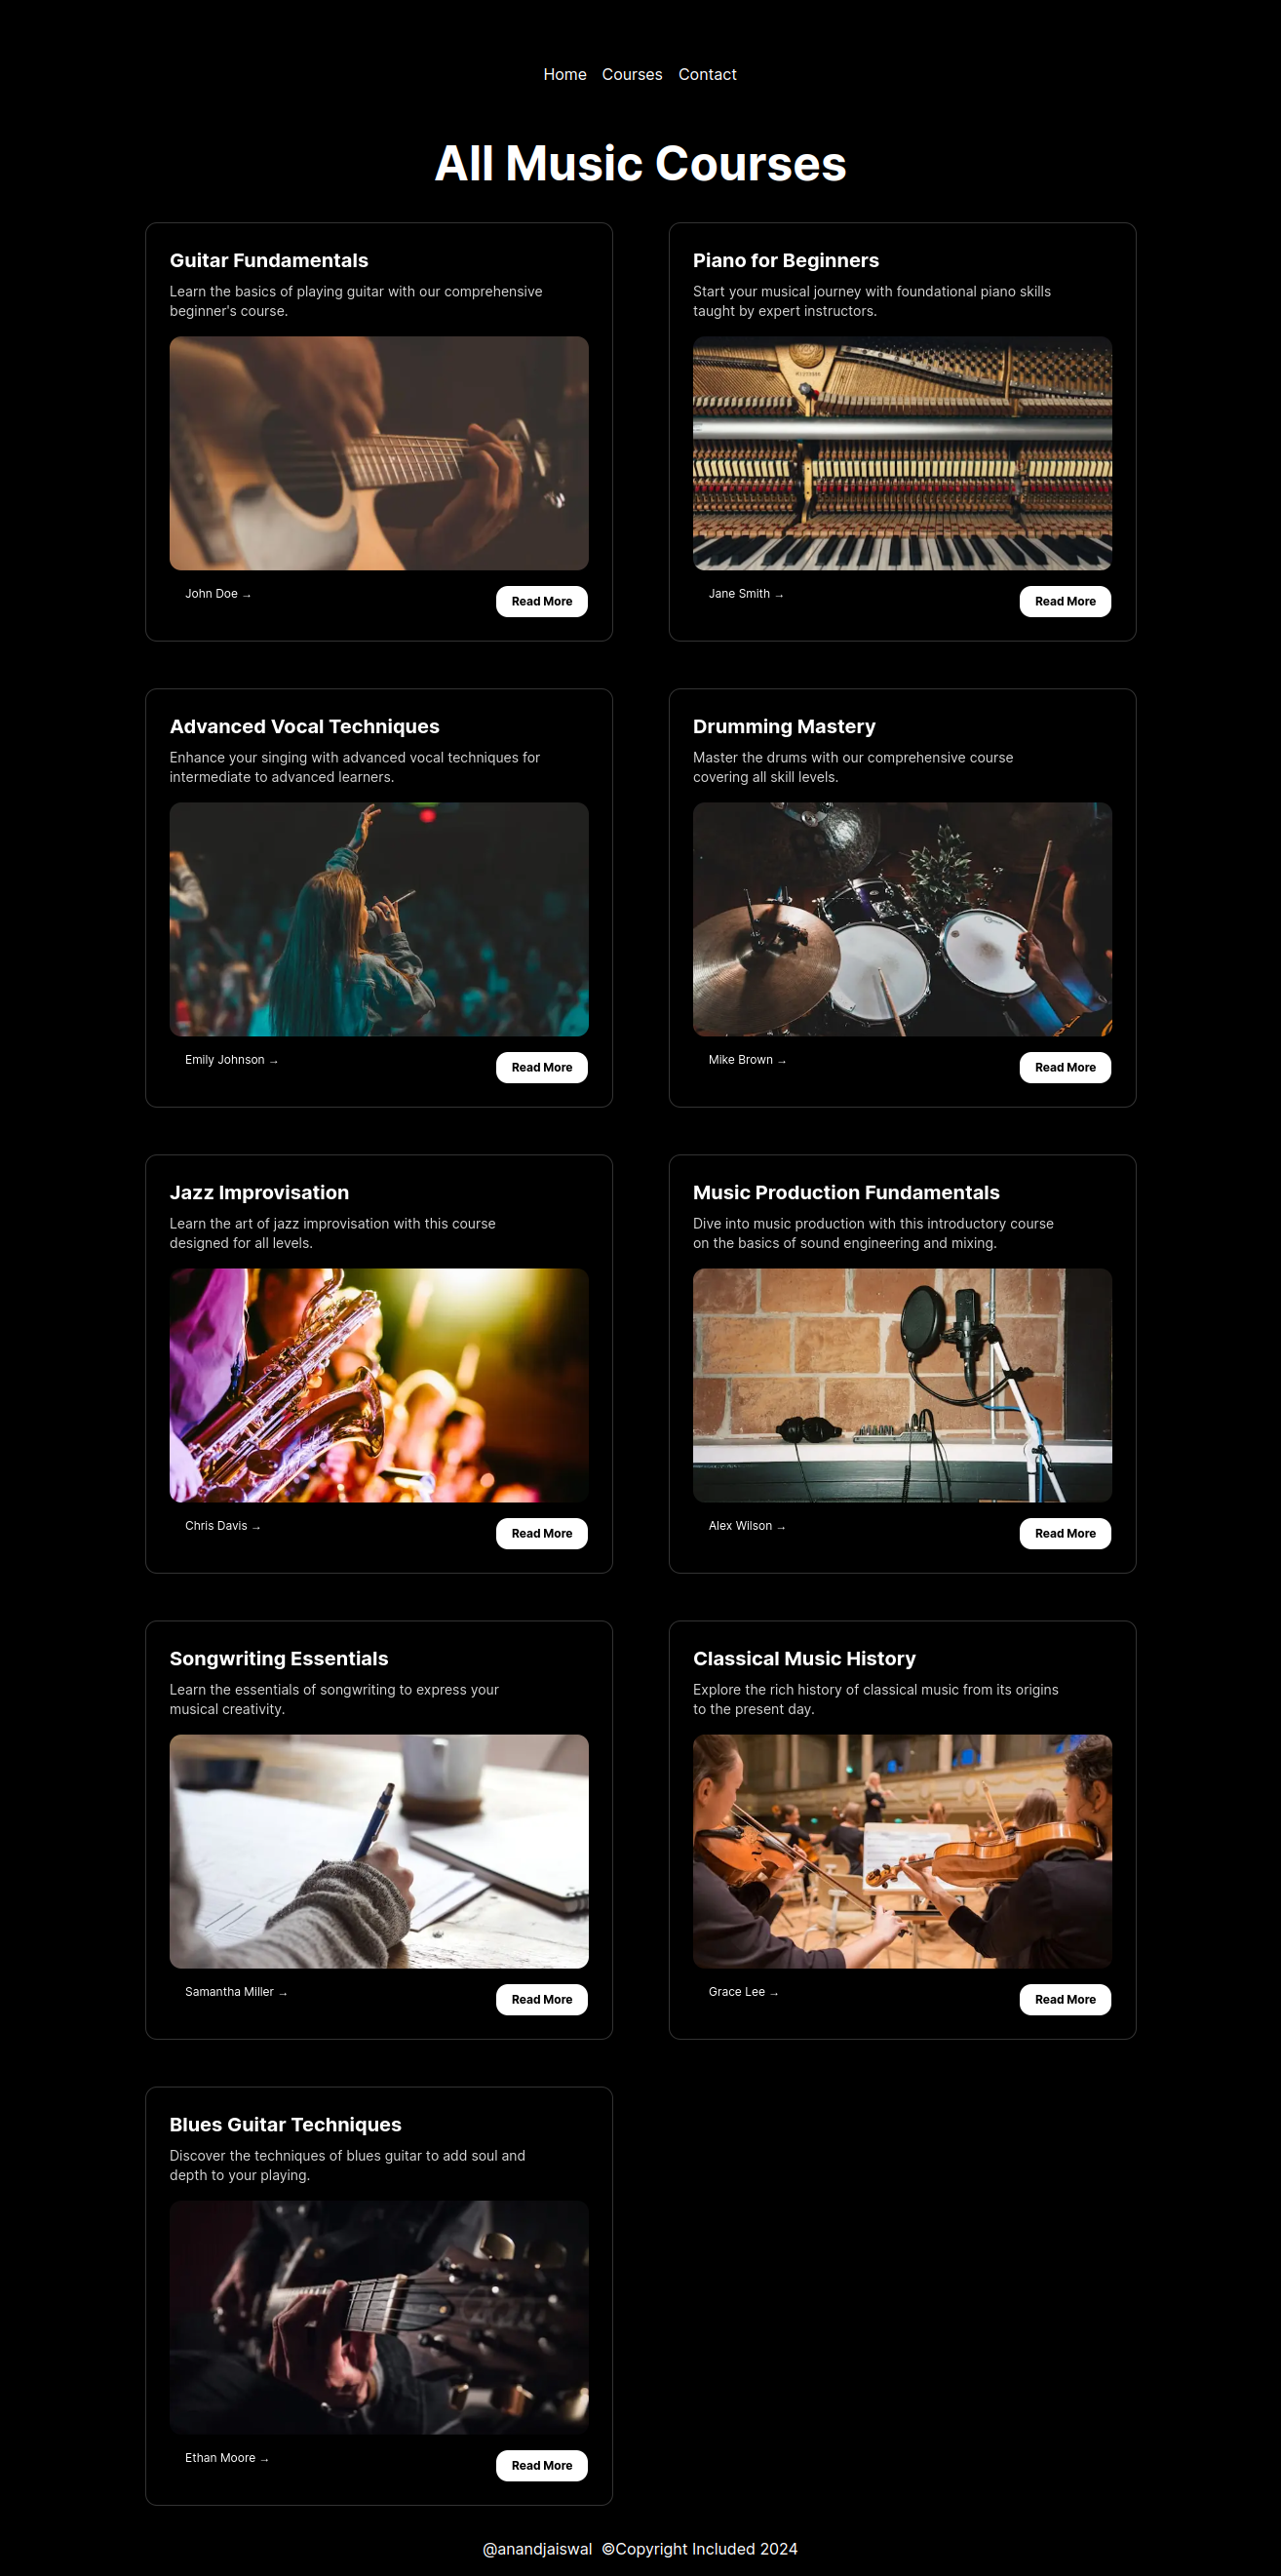 Home Courses Contact
All Music Courses
Guitar Fundamentals
Learn the basics of playing guitar with our comprehensive
beginner's course.
John Doe →
Read More
Piano for Beginners
Start your musical journey with foundational piano skills
taught by expert instructors.
Jane Smith →
Read More
Advanced Vocal Techniques
Enhance your singing with advanced vocal techniques for
intermediate to advanced learners.
Emily Johnson →
Read More
Drumming Mastery
Master the drums with our comprehensive course
covering all skill levels.
Mike Brown →
Read More
Jazz Improvisation
Learn the art of jazz improvisation with this course
designed for all levels.
Chris Davis →
Read More
Music Production Fundamentals
Dive into music production with this introductory course
on the basics of sound engineering and mixing.
Alex Wilson →
Read More
Songwriting Essentials
Learn the essentials of songwriting to express your
musical creativity.
Samantha Miller →
Read More
Classical Music History
Explore the rich history of classical music from its origins
to the present day.
Grace Lee →
Read More
Blues Guitar Techniques
Discover the techniques of blues guitar to add soul and
depth to your playing.
Ethan Moore →
Read More
@anandjaiswal ©Copyright Included 2024